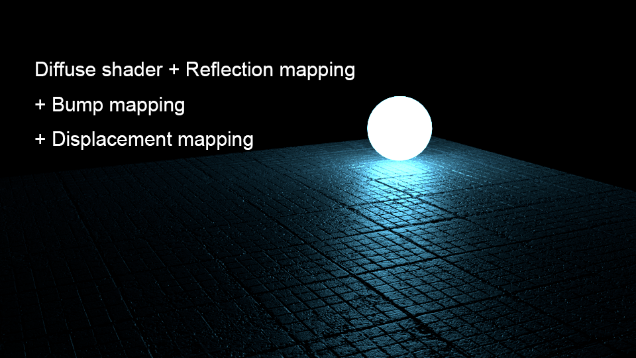 Diffuse shader + Reflection mapping
+ Bump mapping
+ Displacement mapping